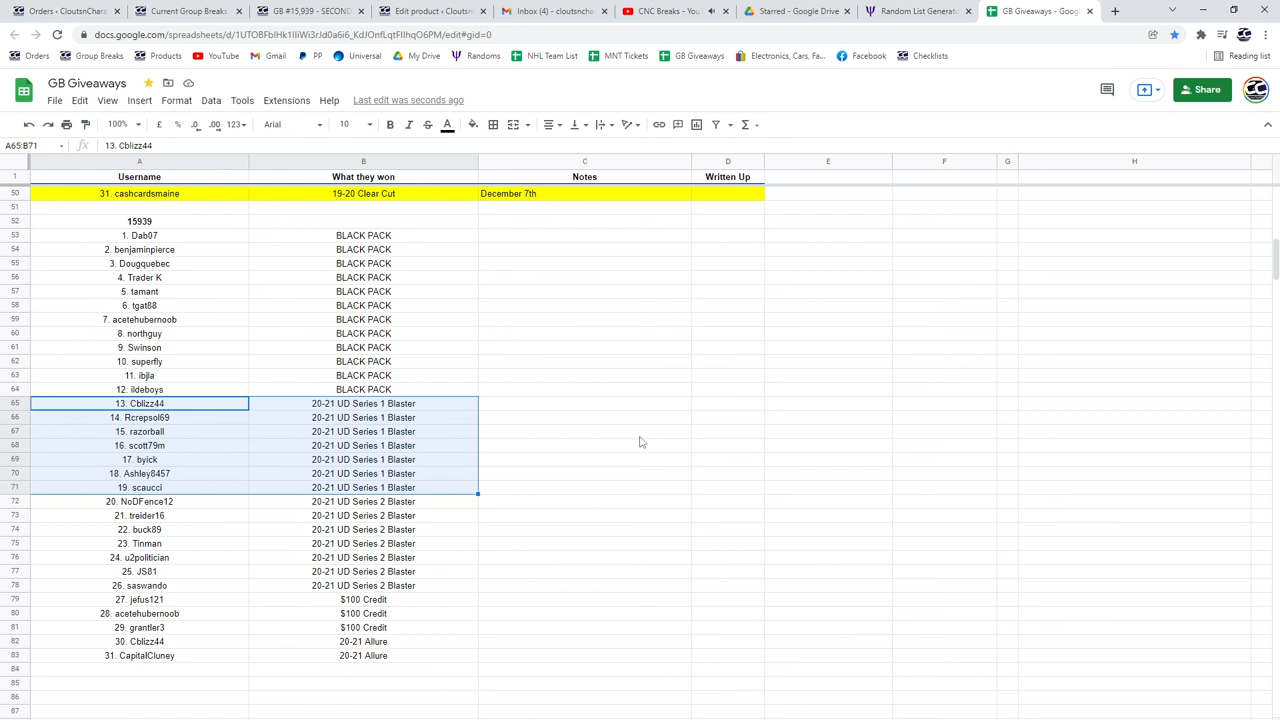 Orders ‹ CloutsnChara
Current Group Breaks
GB #15,939 - SECOND
Edit product ‹ Cloutsn
Inbox (4) - cloutsnchar
CNC Breaks - You
Starred - Google Drive
Random List Generator
GB Giveaways - Goog
docs.google.com/spreadsheets/d/1UTOBFbIHk1IIiWi3rJd0a6i6_KdJOnfLqtFIlhqO6PM/edit#gid=0
Orders
Group Breaks
Products
YouTube
Gmail
PIP
Universal
My Drive
Randoms
NHL Team List
MNT Tickets
GB Giveaways
Electronics, Cars, Fa...
Facebook
Checklists
Reading list
GB Giveaways
File Edit View Insert Format Data Tools Extensions Help Last edit was seconds ago
Share
100% £ % .0 .00 123 Arial 10
A65:B71 fx 13. Cblizz44
A B C D E F G H
1 Username What they won Notes Written Up
50 31. cashcardsmaine 19-20 Clear Cut December 7th
51
52 15939
53 1. Dab07 BLACK PACK
54 2. benjaminpierce BLACK PACK
55 3. Dougquebec BLACK PACK
56 4. Trader K BLACK PACK
57 5. tamant BLACK PACK
58 6. tgat88 BLACK PACK
59 7. acetehubernoob BLACK PACK
60 8. northguy BLACK PACK
61 9. Swinson BLACK PACK
62 10. superfly BLACK PACK
63 11. ibjla BLACK PACK
64 12. ildeboys BLACK PACK
65 13. Cblizz44 20-21 UD Series 1 Blaster
66 14. Rcrepsol69 20-21 UD Series 1 Blaster
67 15. razorball 20-21 UD Series 1 Blaster
68 16. scott79m 20-21 UD Series 1 Blaster
69 17. byick 20-21 UD Series 1 Blaster
70 18. Ashley8457 20-21 UD Series 1 Blaster
71 19. scaucci 20-21 UD Series 1 Blaster
72 20. NoDFence12 20-21 UD Series 2 Blaster
73 21. treider16 20-21 UD Series 2 Blaster
74 22. buck89 20-21 UD Series 2 Blaster
75 23. Tinman 20-21 UD Series 2 Blaster
76 24. u2politician 20-21 UD Series 2 Blaster
77 25. JS81 20-21 UD Series 2 Blaster
78 26. saswando 20-21 UD Series 2 Blaster
79 27. jefus121 $100 Credit
80 28. acetehubernoob $100 Credit
81 29. grantler3 $100 Credit
82 30. Cblizz44 20-21 Allure
83 31. CapitalCluney 20-21 Allure
84
85
86
87